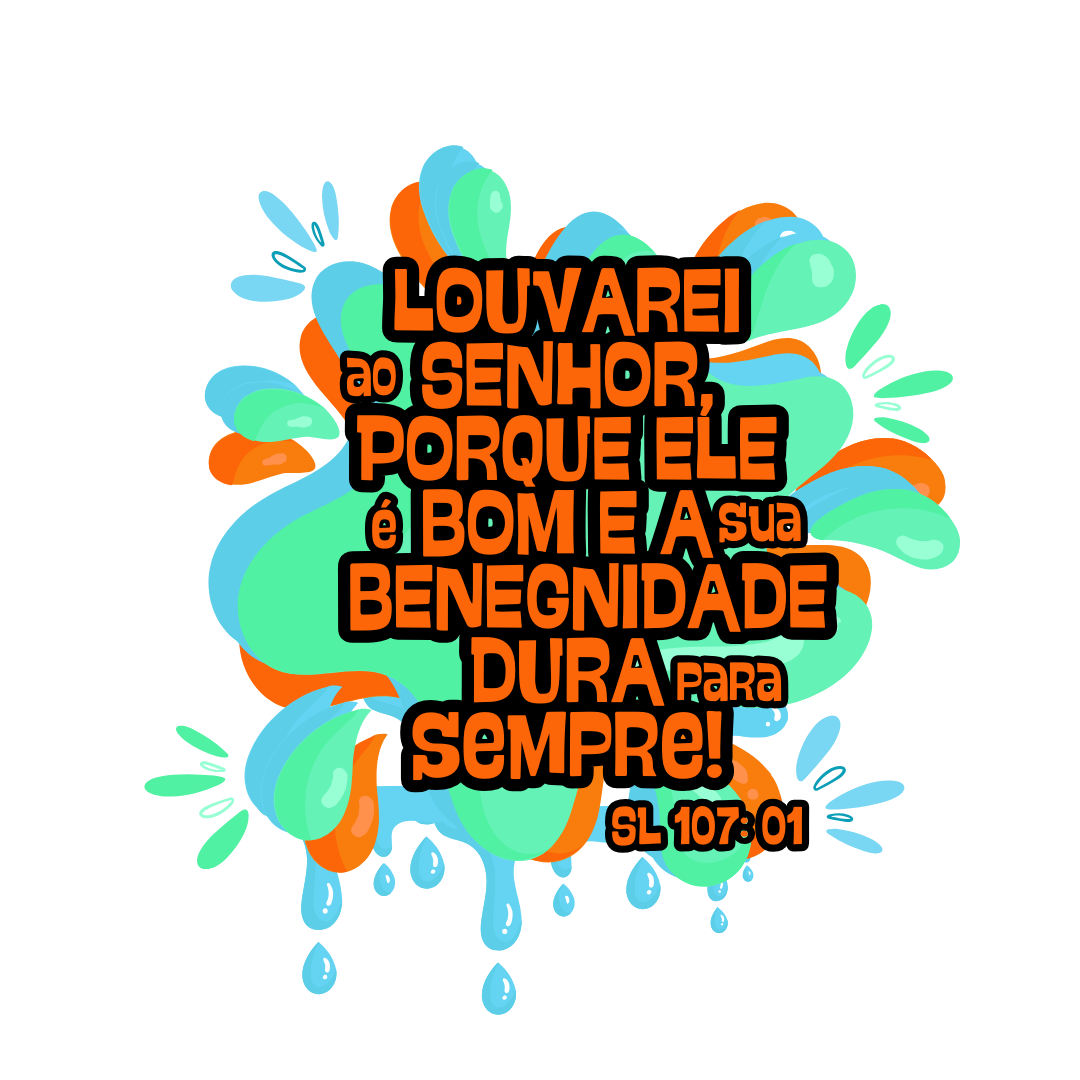 LOUVAREI
ao SENHOR,
PORQUE ELE
é BOM E A sua
BENEGNIDADE
DURA PaRa
SeMPRe!
SL 107: 01